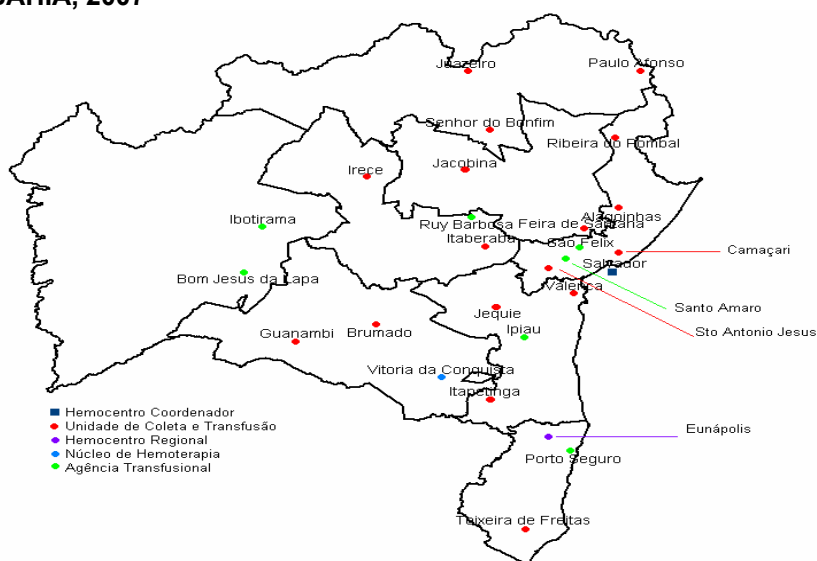 BAHIA, 2007
Juazeiro
Paulo Afonso
Senhor do Bonfim
Ribeira do Pombal
Jacobina
Irece
Ibotirama
Ruy Barbosa
Feira de Santana
Alagoinhas
Itaberaba
São Felix
Camaçari
Salvador
Bom Jesus da Lapa
Valença
Santo Amaro
Jequie
Sto Antonio Jesus
Ipiau
Guanambi
Brumado
Vitoria da Conquista
Itapetinga
Hemocentro Coordenador
Unidade de Coleta e Transfusão
Hemocentro Regional
Núcleo de Hemoterapia
Agência Transfusional
Eunápolis
Porto Seguro
Teixeira de Freitas